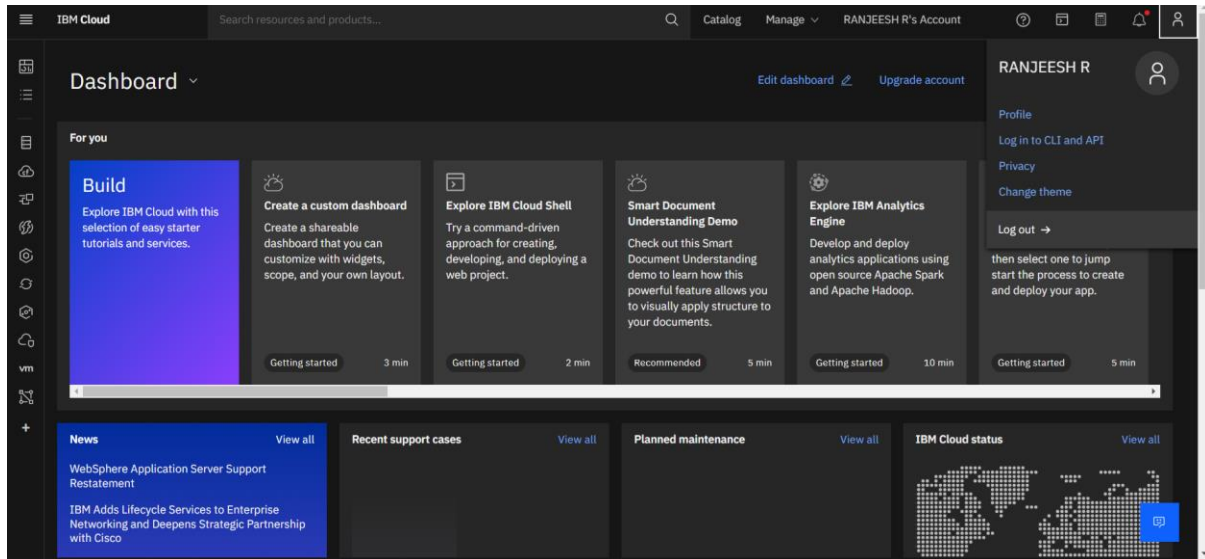 IBM Cloud
Search resources and products...
Catalog
Manage
RANJEESH R's Account
RANJEESH R
Profile
Log in to CLI and API
Privacy
Change theme
Log out →
Dashboard
Edit dashboard
Upgrade account
For you
Build
Explore IBM Cloud with this
selection of easy starter
tutorials and services.
Create a custom dashboard
Create a shareable
dashboard that you can
customize with widgets,
scope, and your own layout.
Getting started
3 min
Explore IBM Cloud Shell
Try a command-driven
approach for creating,
developing, and deploying a
web project.
Getting started
2 min
Smart Document
Understanding Demo
Check out this Smart
Document Understanding
demo to learn how this
powerful feature allows you
to visually apply structure to
your documents.
Recommended
5 min
Explore IBM Analytics
Engine
Develop and deploy
analytics applications using
open source Apache Spark
and Apache Hadoop.
Getting started
10 min
then select one to jump
start the process to create
and deploy your app.
Getting started
5 min
vm
News
View all
WebSphere Application Server Support
Restatement
IBM Adds Lifecycle Services to Enterprise
Networking and Deepens Strategic Partnership
with Cisco
Recent support cases
View all
Planned maintenance
View all
IBM Cloud status
View all